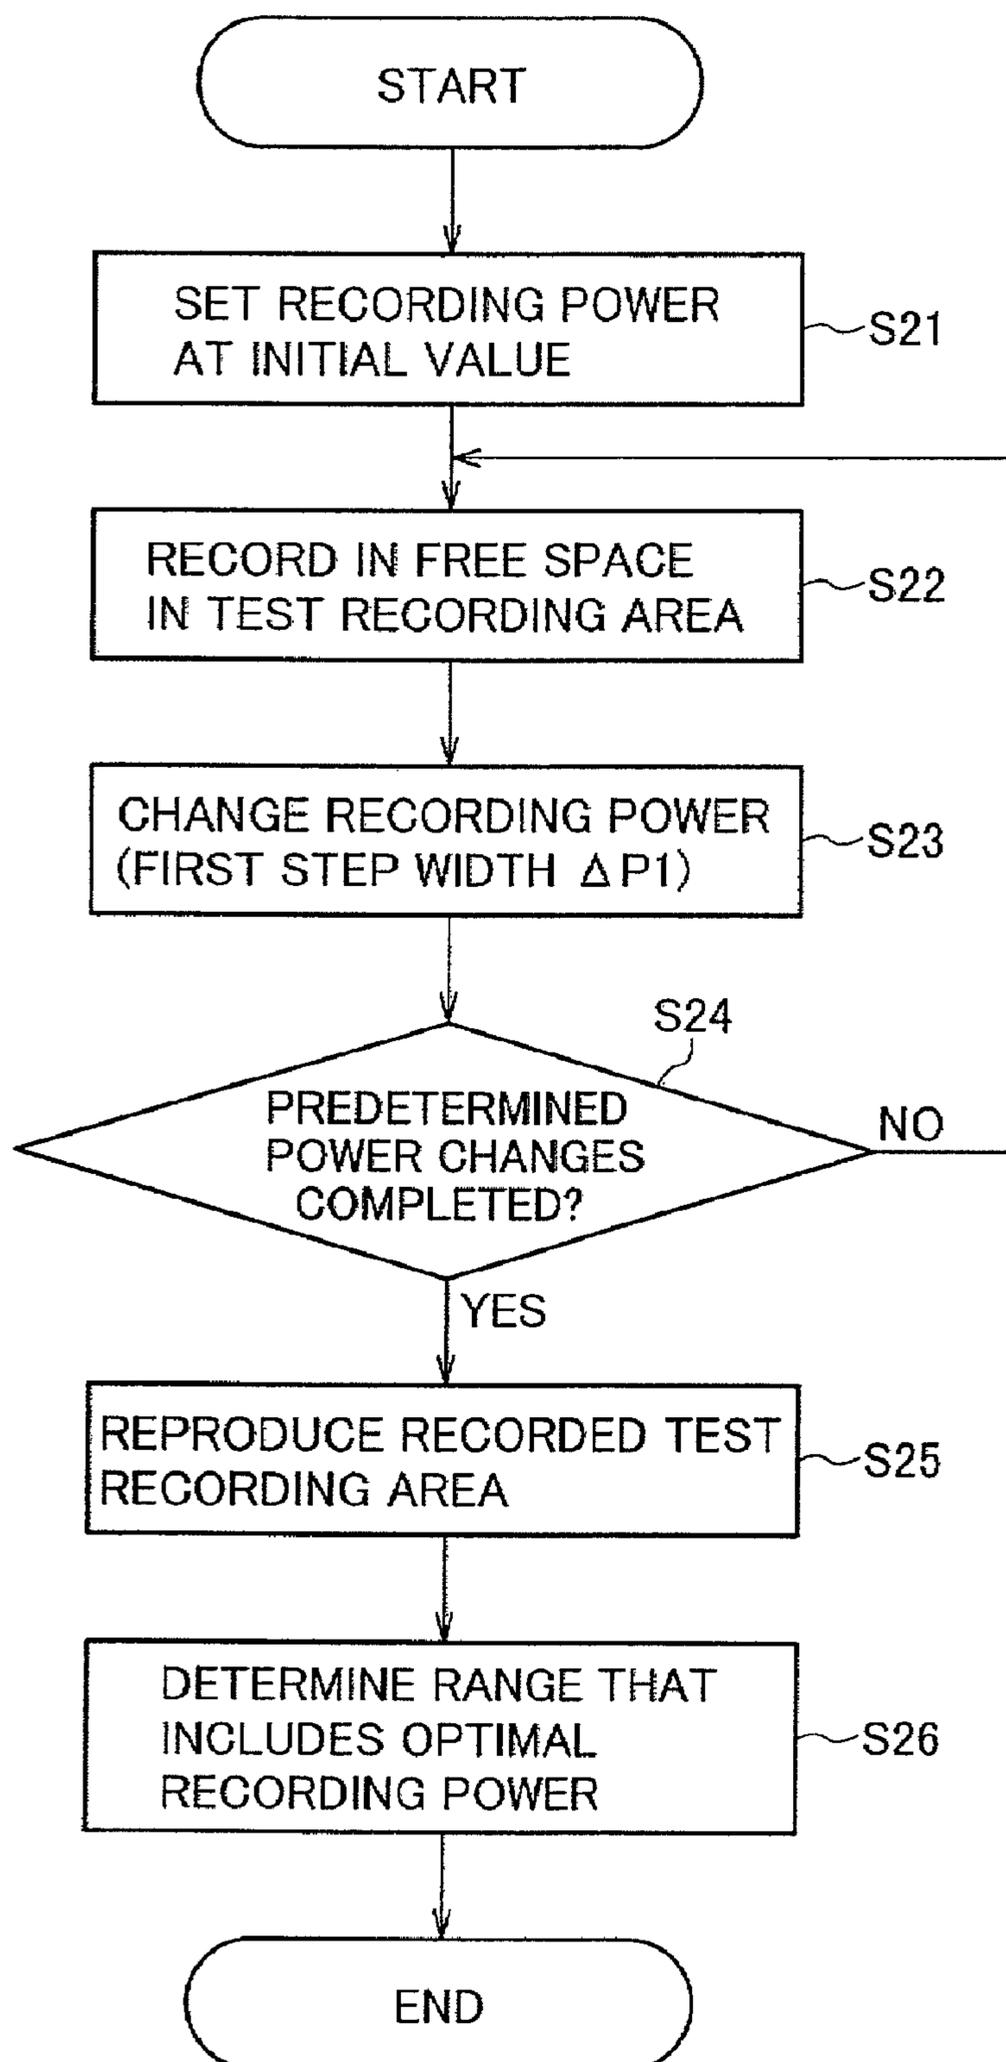 START
SET RECORDING POWER
AT INITIAL VALUE
S21
RECORD IN FREE SPACE
IN TEST RECORDING AREA
S22
CHANGE RECORDING POWER
(FIRST STEP WIDTH ΔP1)
S23
S24
PREDETERMINED
POWER CHANGES
COMPLETED?
NO
YES
REPRODUCE RECORDED TEST
RECORDING AREA
S25
DETERMINE RANGE THAT
INCLUDES OPTIMAL
RECORDING POWER
S26
END